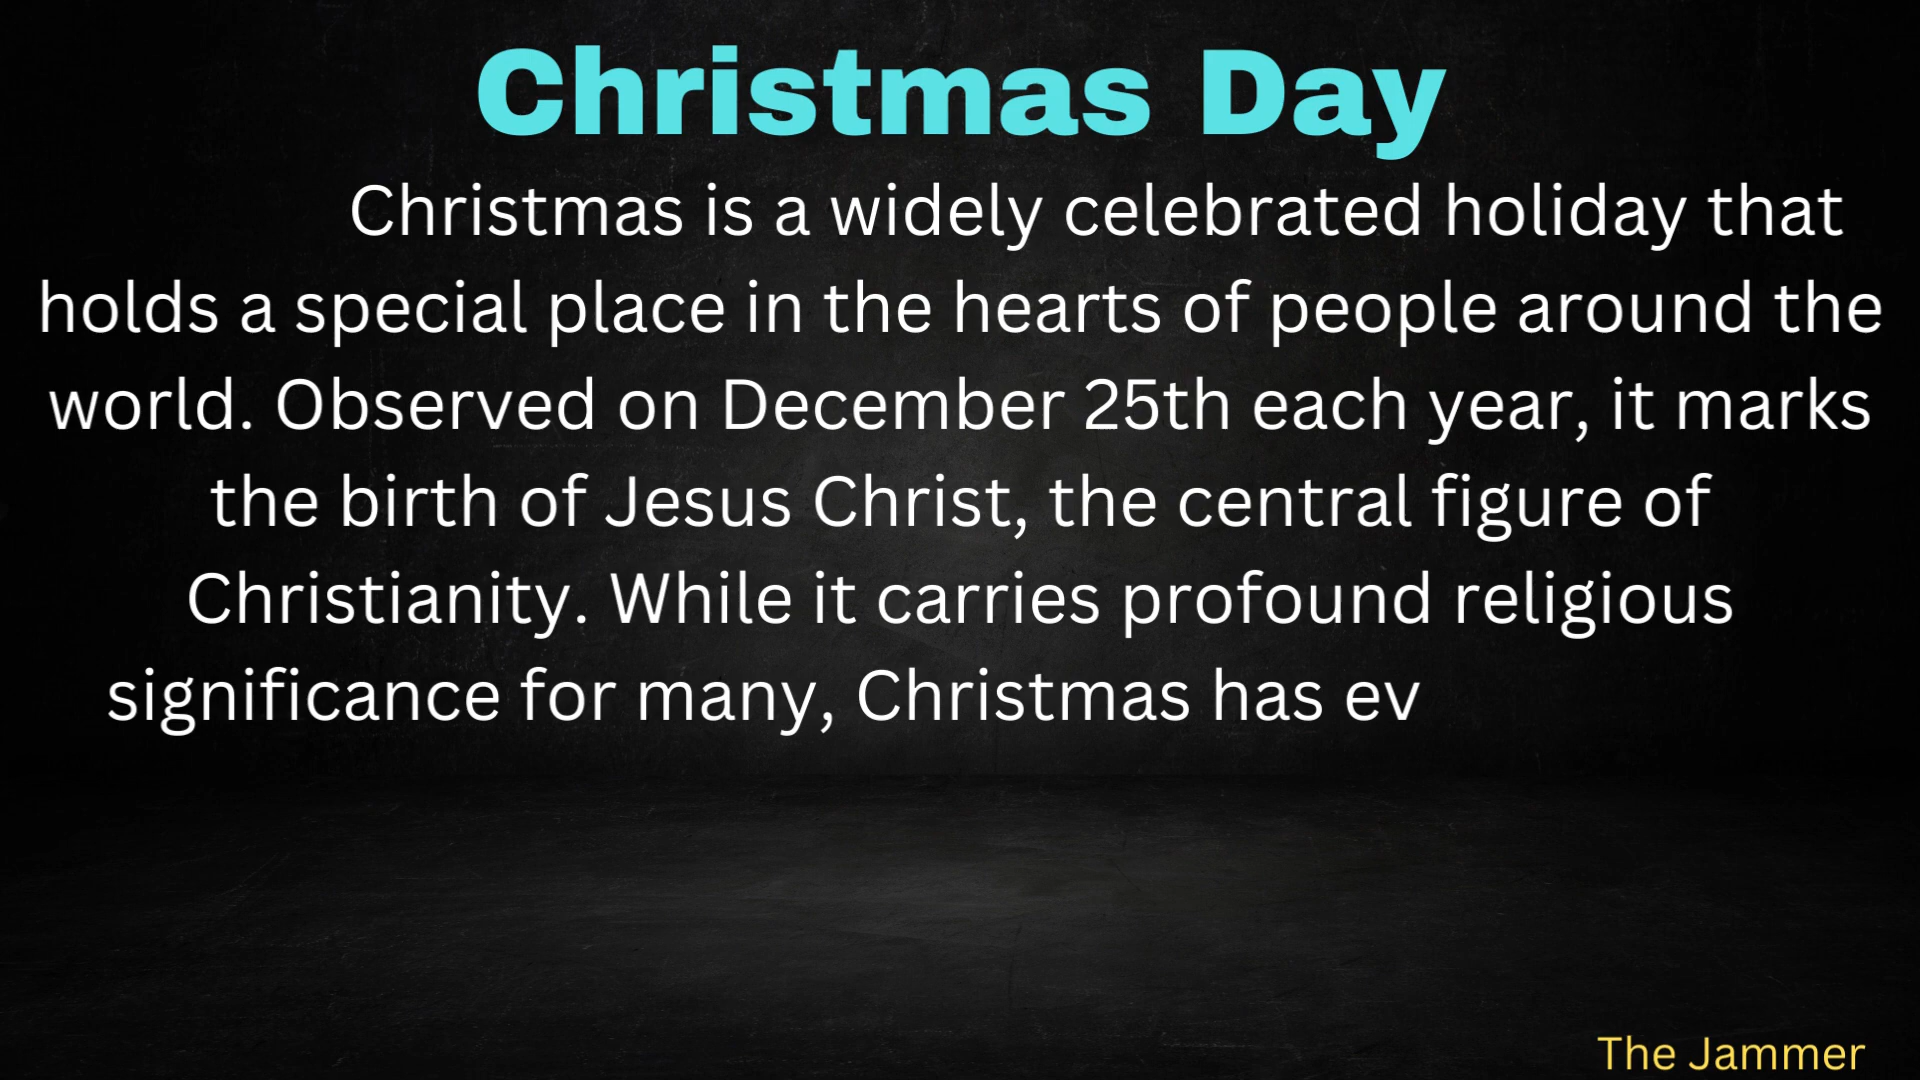 Christmas Day
Christmas is a widely celebrated holiday that
holds a special place in the hearts of people around the
world. Observed on December 25th each year, it marks
the birth of Jesus Christ, the central figure of
Christianity. While it carries profound religious
significance for many, Christmas has ev
The Jammer